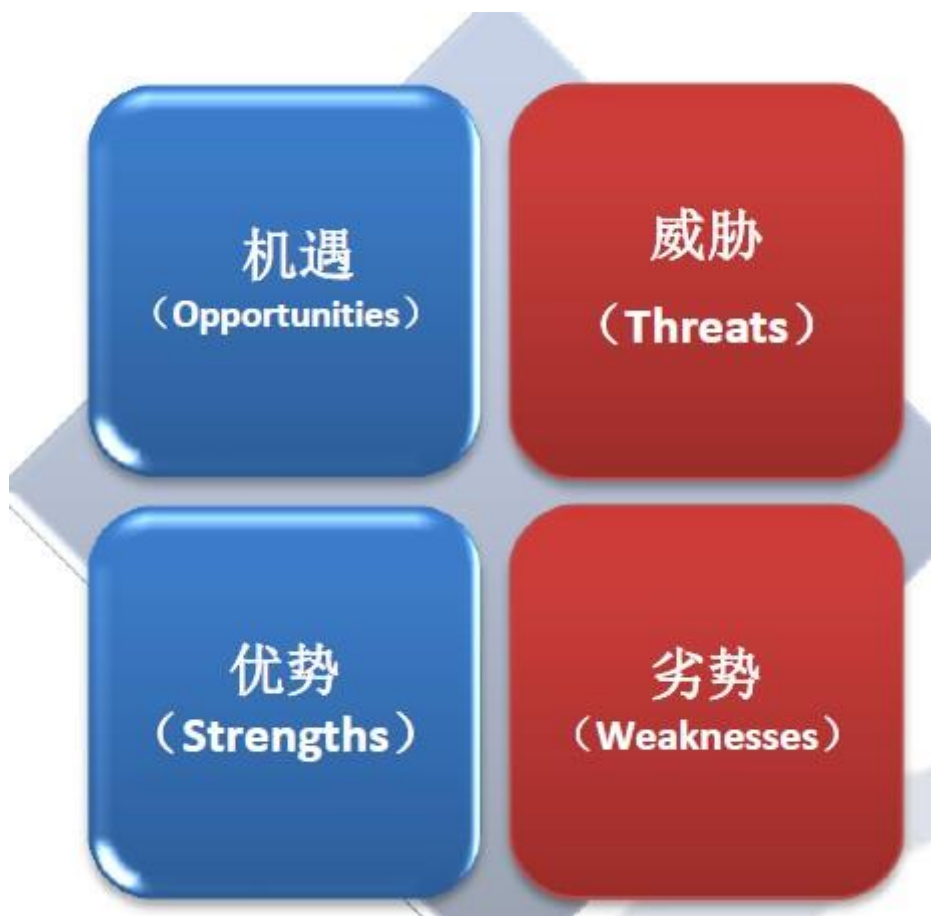 机遇
（Opportunities）
威胁
（Threats）
优势
（Strengths）
劣势
（Weaknesses）